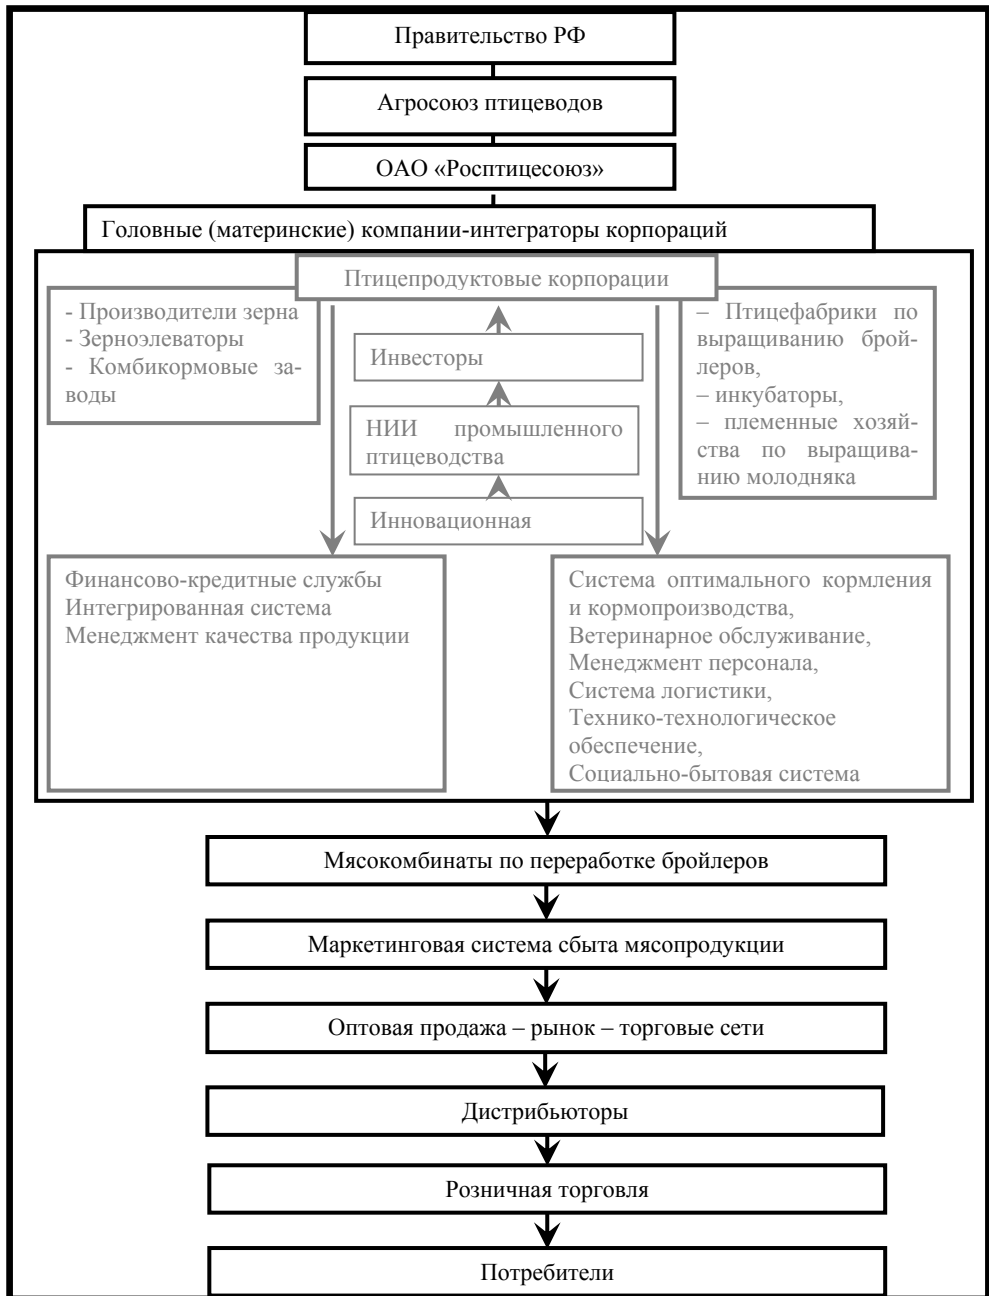 Правительство РФ
Агросоюз птицеводов
ОАО «Росптицесоюз»
Головные (материнские) компании-интеграторы корпораций
Птицепродуктовые корпорации
- Производители зерна
- Зерноэлеваторы
- Комбикормовые за-
воды
Инвесторы
НИИ промышленного
птицеводства
Инновационная
– Птицефабрики по
выращиванию брой-
леров,
– инкубаторы,
– племенные хозяй-
ства по выращива-
нию молодняка
Финансово-кредитные службы
Интегрированная система
Менеджмент качества продукции
Система оптимального кормления
и кормопроизводства,
Ветеринарное обслуживание,
Менеджмент персонала,
Система логистики,
Технико-технологическое
обеспечение,
Социально-бытовая система
Мясокомбинаты по переработке бройлеров
Маркетинговая система сбыта мясопродукции
Оптовая продажа – рынок – торговые сети
Дистрибьюторы
Розничная торговля
Потребители